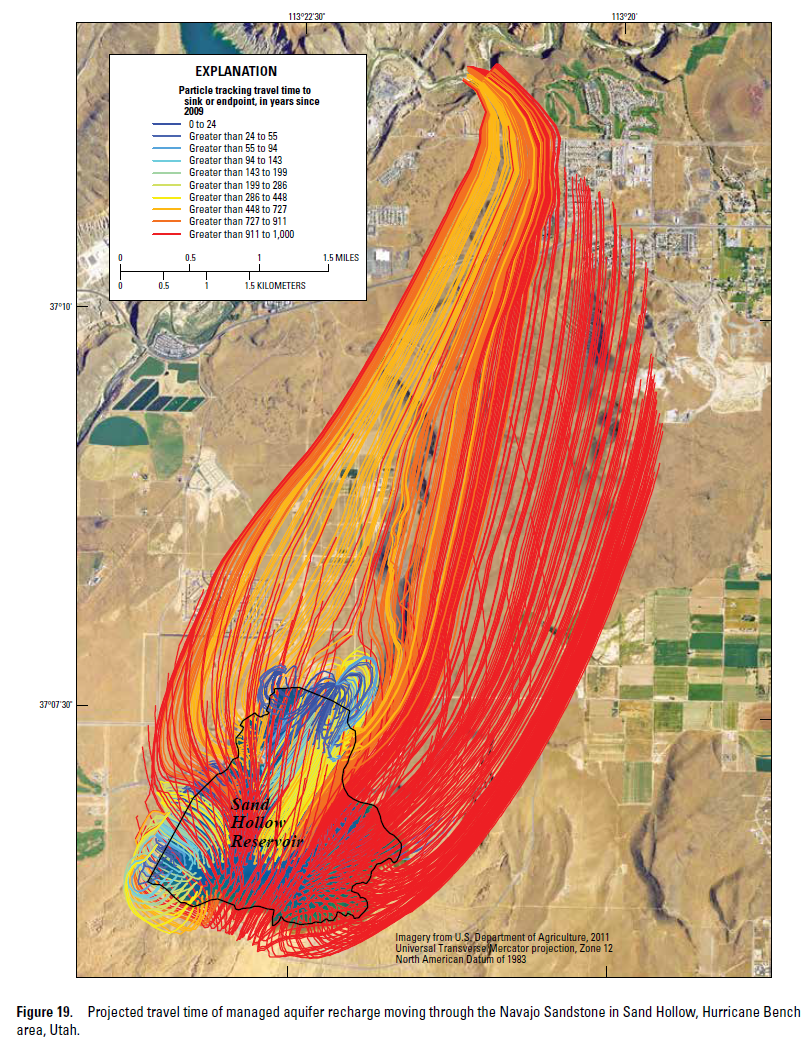 113°22'30"
113°20'
EXPLANATION
Particle tracking travel time to
sink or endpoint, in years since
2009
0 to 24
Greater than 24 to 55
Greater than 55 to 94
Greater than 94 to 143
Greater than 143 to 199
Greater than 199 to 286
Greater than 286 to 448
Greater than 448 to 727
Greater than 727 to 911
Greater than 911 to 1,000
0 0.5 1 1.5 MILES
0 0.5 1 1.5 KILOMETERS
37°10'
37°07'30"
Sand
Hollow
Reservoir
Imagery from U.S. Department of Agriculture, 2011
Universal Transverse Mercator projection, Zone 12
North American Datum of 1983
Figure 19. Projected travel time of managed aquifer recharge moving through the Navajo Sandstone in Sand Hollow, Hurricane Bench
area, Utah.